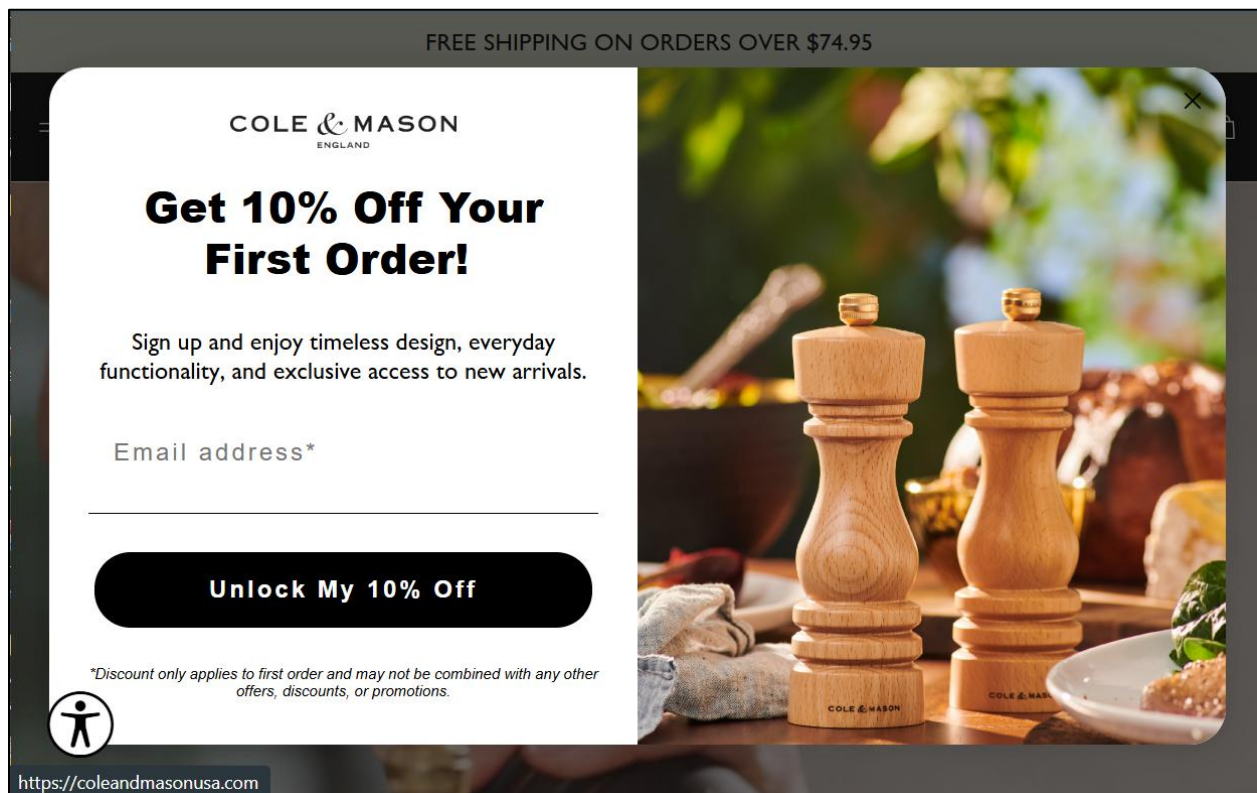 FREE SHIPPING ON ORDERS OVER $74.95
COLE & MASON
ENGLAND
Get 10% Off Your
First Order!
Sign up and enjoy timeless design, everyday
functionality, and exclusive access to new arrivals.
Email address*
Unlock My 10% Off
*Discount only applies to first order and may not be combined with any other
offers, discounts, or promotions.
COLE & MASON
COLE & MASON
https://coleandmasonusa.com